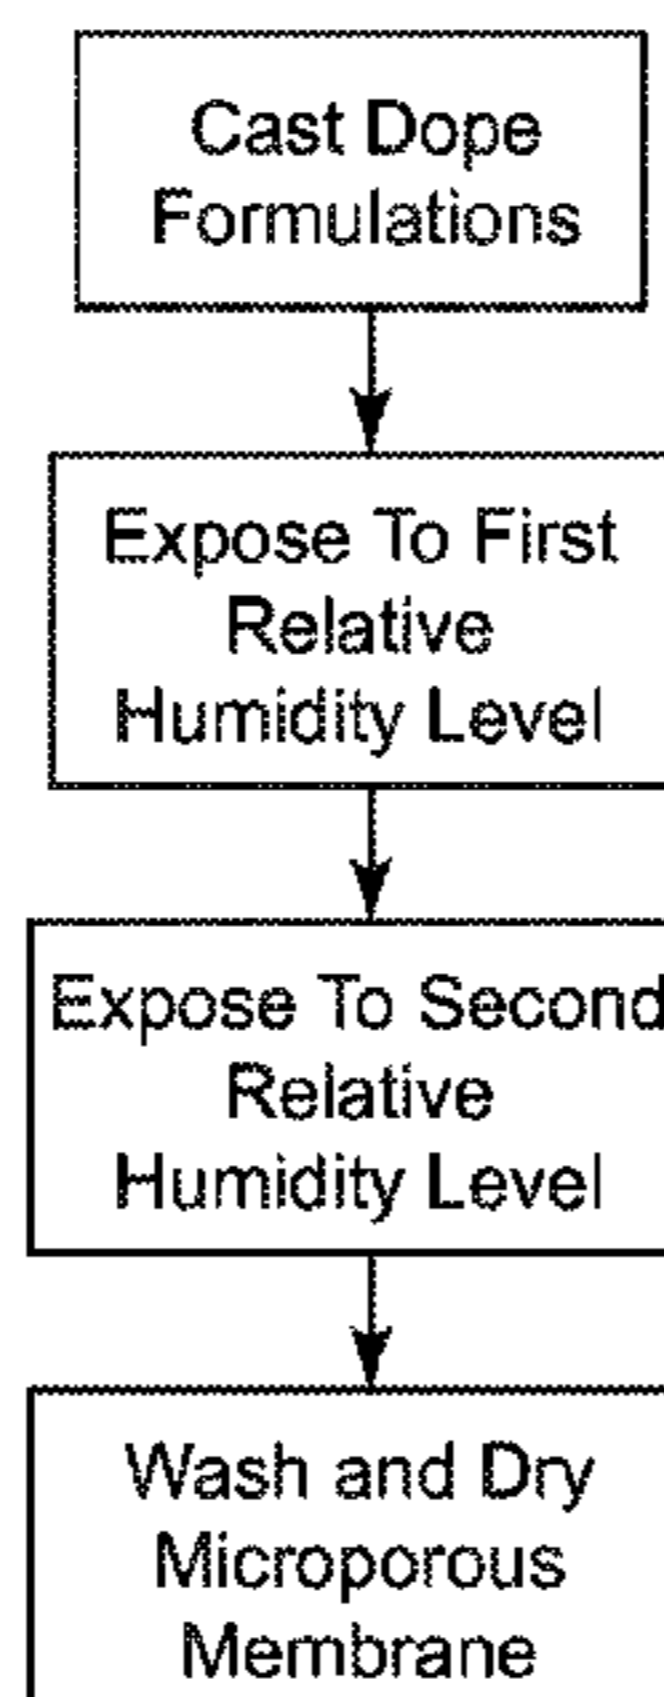 Cast Dope
Formulations
Expose To First
Relative
Humidity Level
Expose To Second
Relative
Humidity Level
Wash and Dry
Microporous
Membrane